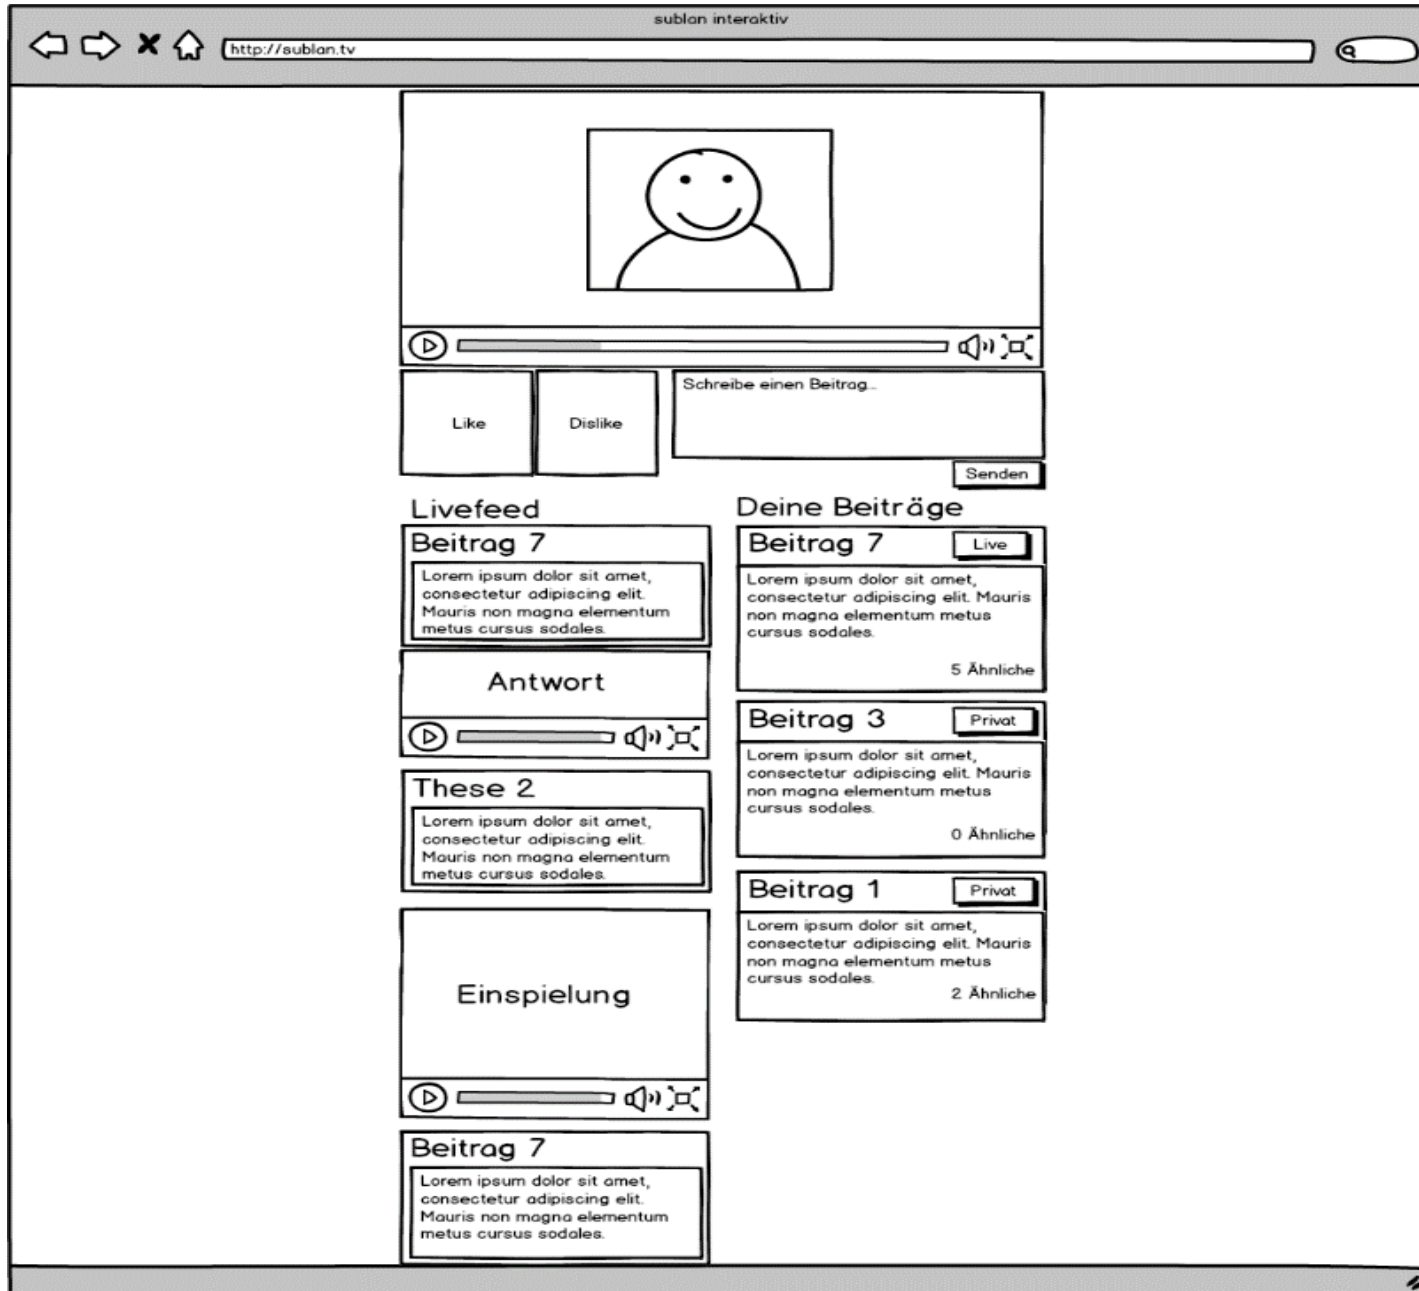 sublan interaktiv
http://sublan.tv
Like
Dislike
Schreibe einen Beitrag...
Senden
Livefeed
Beitrag 7
Lorem ipsum dolor sit amet,
consectetur adipiscing elit.
Mauris non magna elementum
metus cursus sodales.
Antwort
These 2
Lorem ipsum dolor sit amet,
consectetur adipiscing elit.
Mauris non magna elementum
metus cursus sodales.
Einspielung
Beitrag 7
Lorem ipsum dolor sit amet,
consectetur adipiscing elit.
Mauris non magna elementum
metus cursus sodales.
Deine Beiträge
Beitrag 7
Live
Lorem ipsum dolor sit amet,
consectetur adipiscing elit. Mauris
non magna elementum metus
cursus sodales.
5 Ähnliche
Beitrag 3
Privat
Lorem ipsum dolor sit amet,
consectetur adipiscing elit. Mauris
non magna elementum metus
cursus sodales.
0 Ähnliche
Beitrag 1
Privat
Lorem ipsum dolor sit amet,
consectetur adipiscing elit. Mauris
non magna elementum metus
cursus sodales.
2 Ähnliche